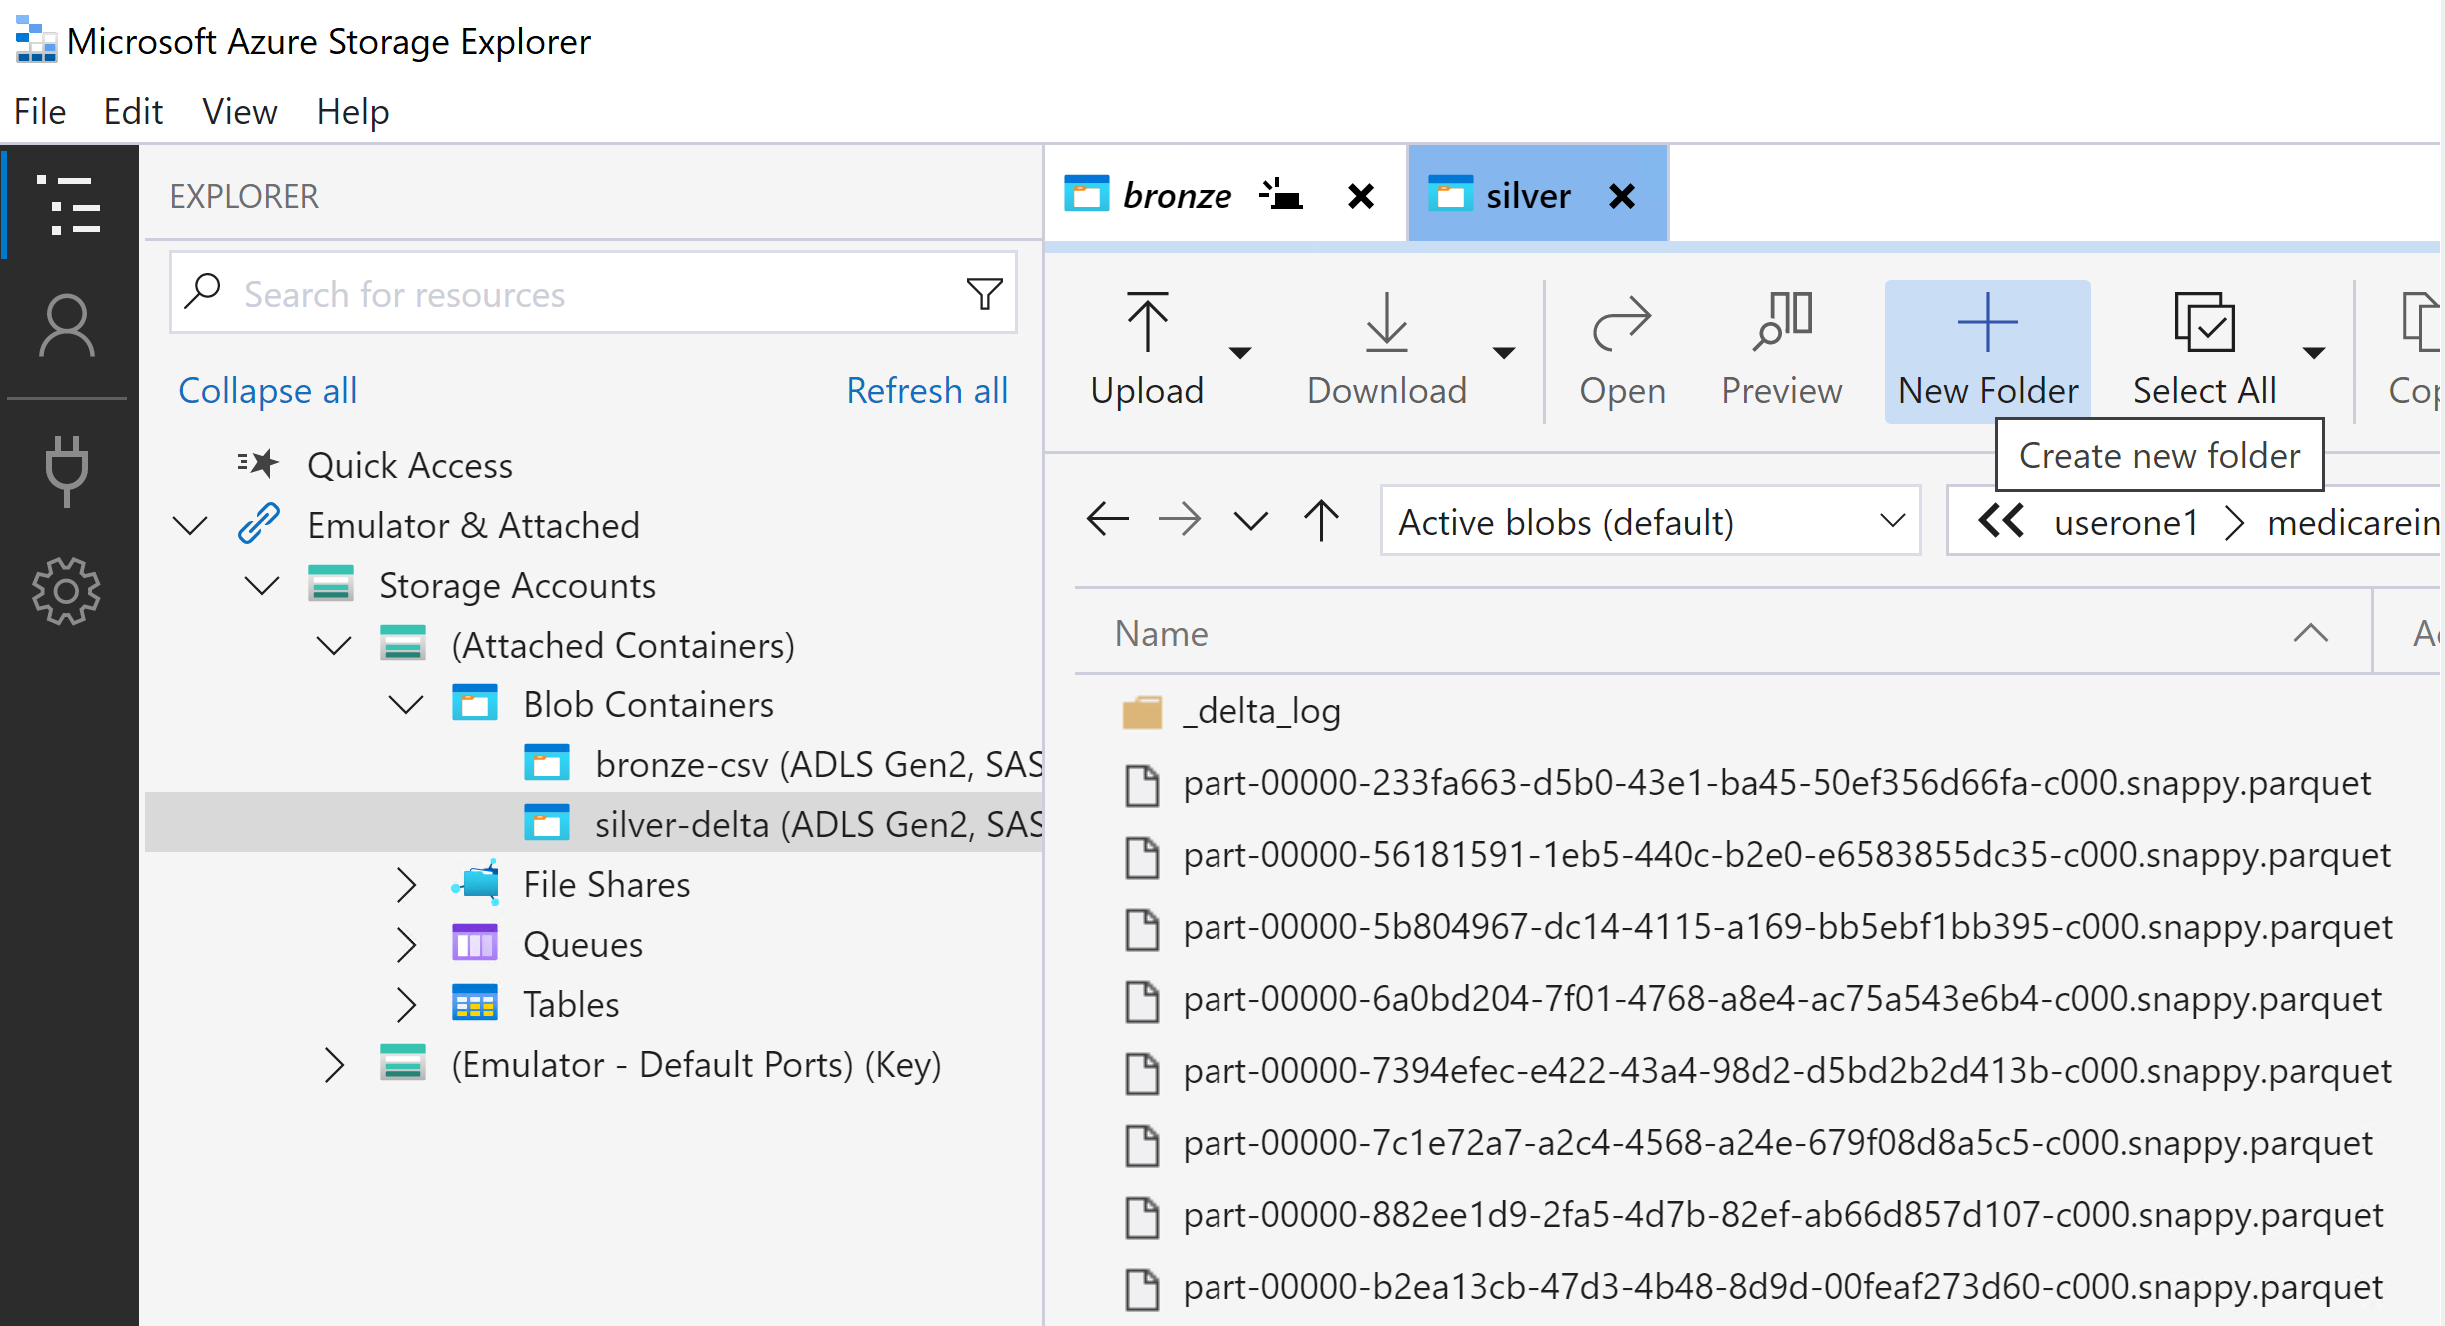 Microsoft Azure Storage Explorer
File Edit View Help
EXPLORER
Search for resources
Collapse all Refresh all
Quick Access
Emulator & Attached
Storage Accounts
(Attached Containers)
Blob Containers
bronze-csv (ADLS Gen2, SAS
silver-delta (ADLS Gen2, SAS
File Shares
Queues
Tables
(Emulator - Default Ports) (Key)
bronze silver
Upload Download Open Preview New Folder Select All Cop
Create new folder
Active blobs (default) userone1 medicarein
Name Ac
_delta_log
part-00000-233fa663-d5b0-43e1-ba45-50ef356d66fa-c000.snappy.parquet
part-00000-56181591-1eb5-440c-b2e0-e6583855dc35-c000.snappy.parquet
part-00000-5b804967-dc14-4115-a169-bb5ebf1bb395-c000.snappy.parquet
part-00000-6a0bd204-7f01-4768-a8e4-ac75a543e6b4-c000.snappy.parquet
part-00000-7394efec-e422-43a4-98d2-d5bd2b2d413b-c000.snappy.parquet
part-00000-7c1e72a7-a2c4-4568-a24e-679f08d8a5c5-c000.snappy.parquet
part-00000-882ee1d9-2fa5-4d7b-82ef-ab66d857d107-c000.snappy.parquet
part-00000-b2ea13cb-47d3-4b48-8d9d-00feaf273d60-c000.snappy.parquet